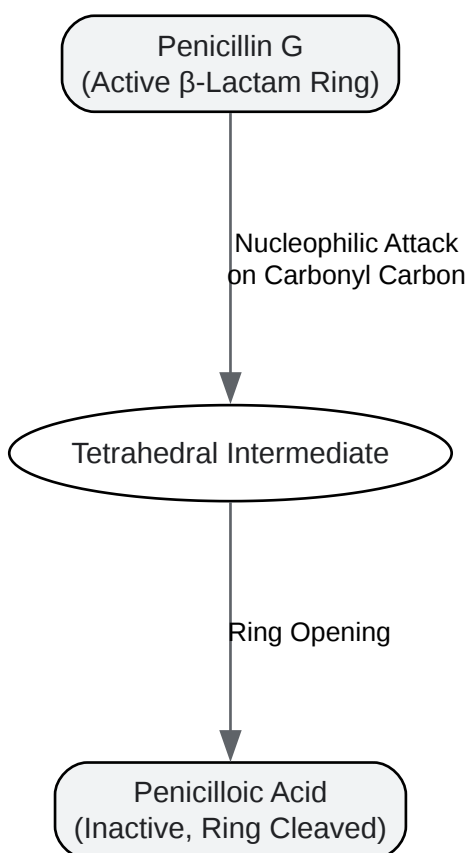 Penicillin G
(Active β-Lactam Ring)
Nucleophilic Attack
on Carbonyl Carbon
Tetrahedral Intermediate
Ring Opening
Penicilloic Acid
(Inactive, Ring Cleaved)